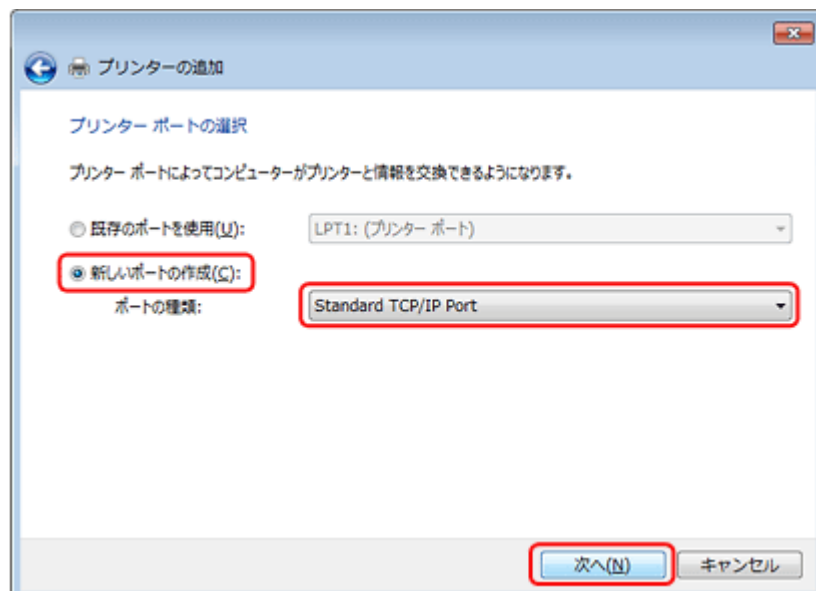 プリンターの追加
プリンター ポートの選択
プリンター ポートによってコンピューターがプリンターと情報を交換できるようになります。
既存のポートを使用(U): LPT1: (プリンター ポート)
新しいポートの作成(C):
ポートの種類: Standard TCP/IP Port
次へ(N) キャンセル